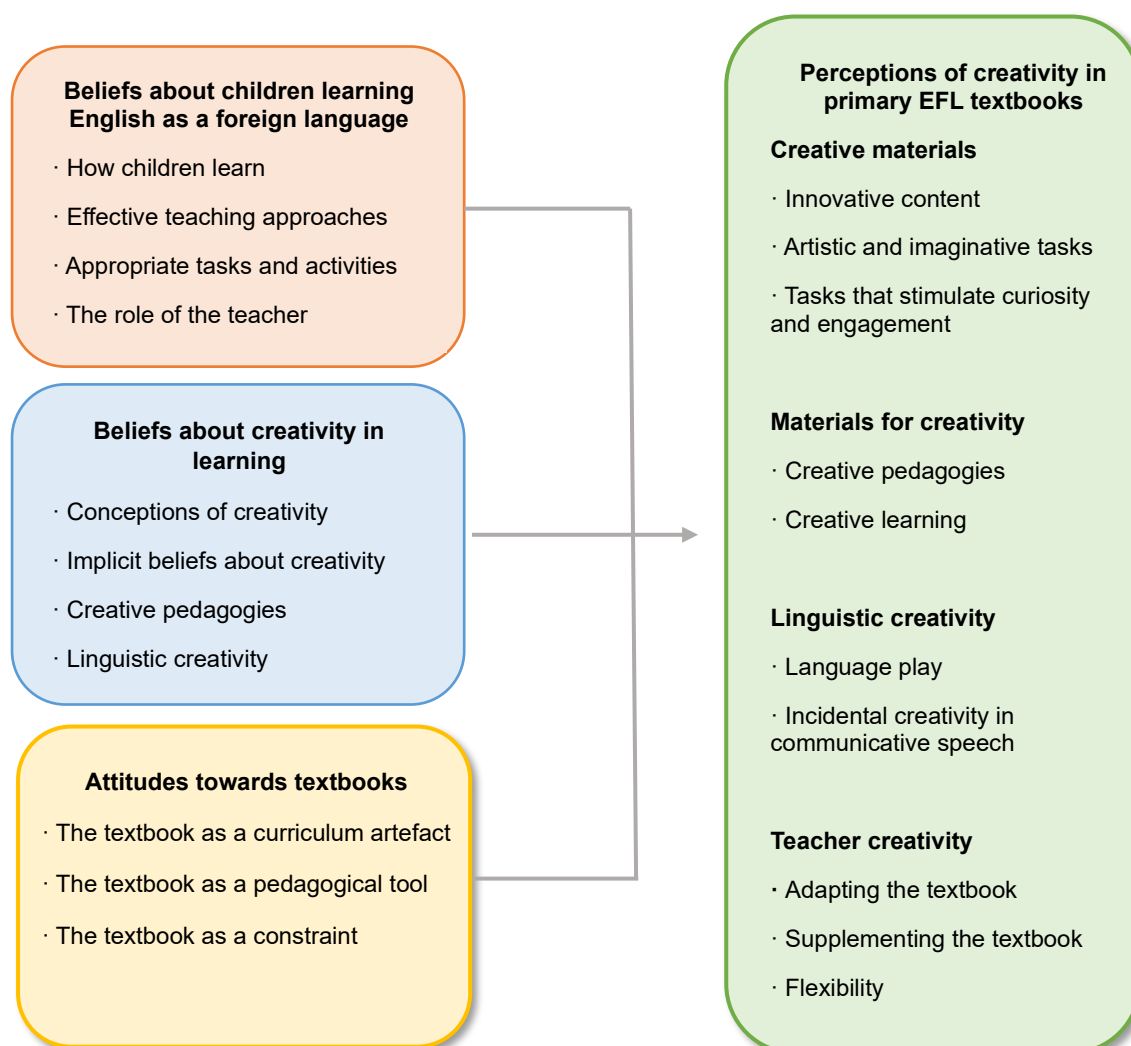 Beliefs about children learning
English as a foreign language
· How children learn
· Effective teaching approaches
· Appropriate tasks and activities
· The role of the teacher
Beliefs about creativity in
learning
· Conceptions of creativity
· Implicit beliefs about creativity
· Creative pedagogies
· Linguistic creativity
Attitudes towards textbooks
· The textbook as a curriculum artefact
· The textbook as a pedagogical tool
· The textbook as a constraint
Perceptions of creativity in
primary EFL textbooks
Creative materials
· Innovative content
· Artistic and imaginative tasks
· Tasks that stimulate curiosity
and engagement
Materials for creativity
· Creative pedagogies
· Creative learning
Linguistic creativity
· Language play
· Incidental creativity in
communicative speech
Teacher creativity
· Adapting the textbook
· Supplementing the textbook
· Flexibility